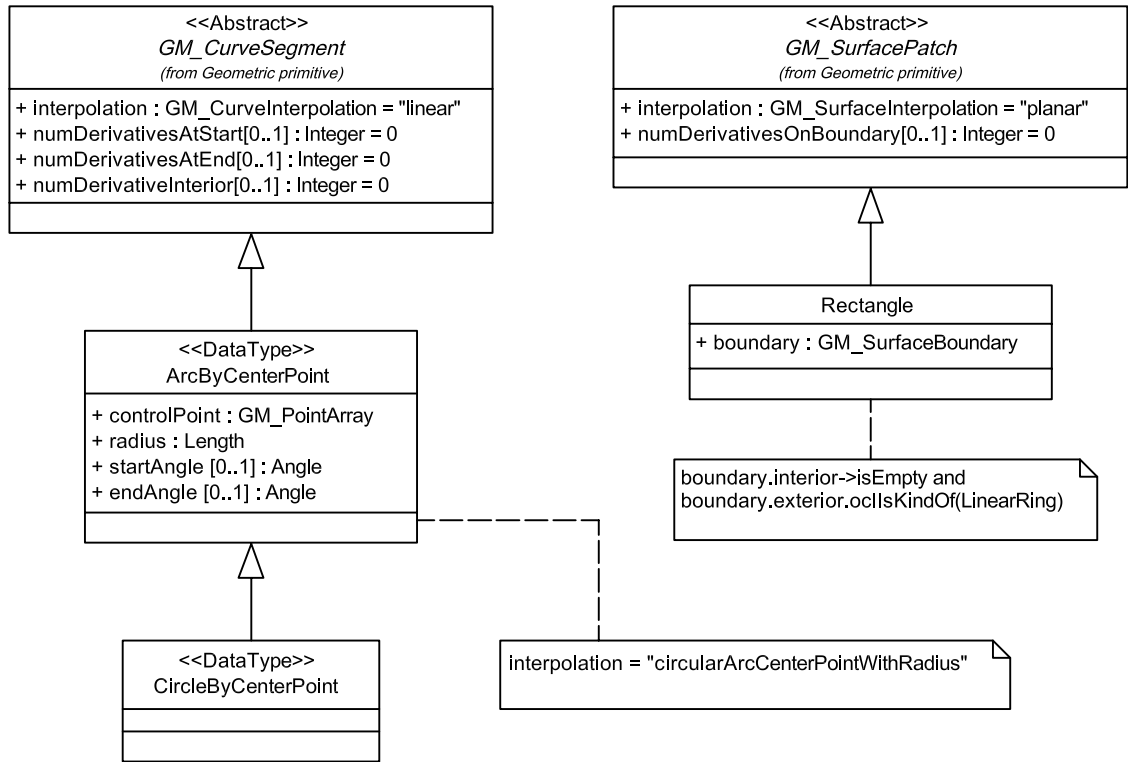 <<Abstract>>
GM_CurveSegment
(from Geometric primitive)
+ interpolation : GM_CurveInterpolation = "linear"
+ numDerivativesAtStart[0..1] : Integer = 0
+ numDerivativesAtEnd[0..1] : Integer = 0
+ numDerivativeInterior[0..1] : Integer = 0
<<Abstract>>
GM_SurfacePatch
(from Geometric primitive)
+ interpolation : GM_SurfaceInterpolation = "planar"
+ numDerivativesOnBoundary[0..1] : Integer = 0
<<DataType>>
ArcByCenterPoint
+ controlPoint : GM_PointArray
+ radius : Length
+ startAngle [0..1] : Angle
+ endAngle [0..1] : Angle
Rectangle
+ boundary : GM_SurfaceBoundary
boundary.interior->isEmpty and
boundary.exterior.oclIsKindOf(LinearRing)
<<DataType>>
CircleByCenterPoint
interpolation = "circularArcCenterPointWithRadius"